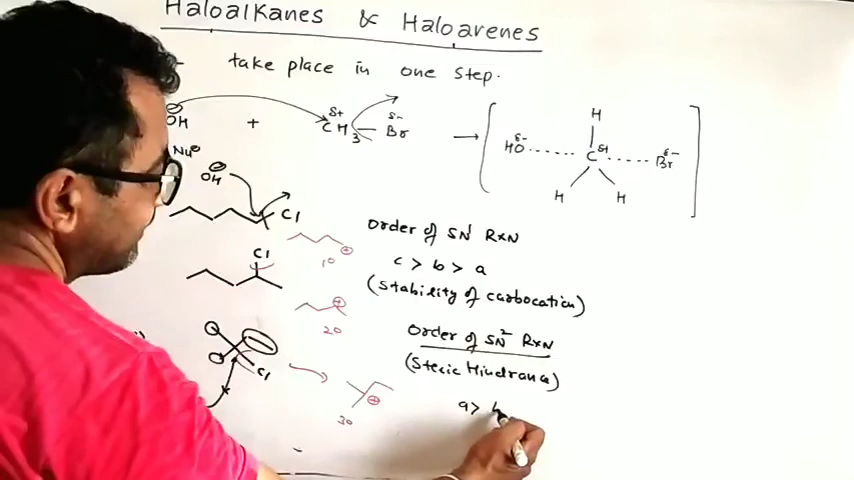 Haloalkanes & Haloarenes
take place in one step.
OH + CH3 Br → H
δ+ δ-
HO C Br
δ- δ+ δ-
H H
Nu
OH
Cl
Order of SN1 RXN
1°
c > b > a
Cl
(Stability of carbocation)
2°
Order of SN2 RXN
(Steric Hindrance)
Cl
3°
a >